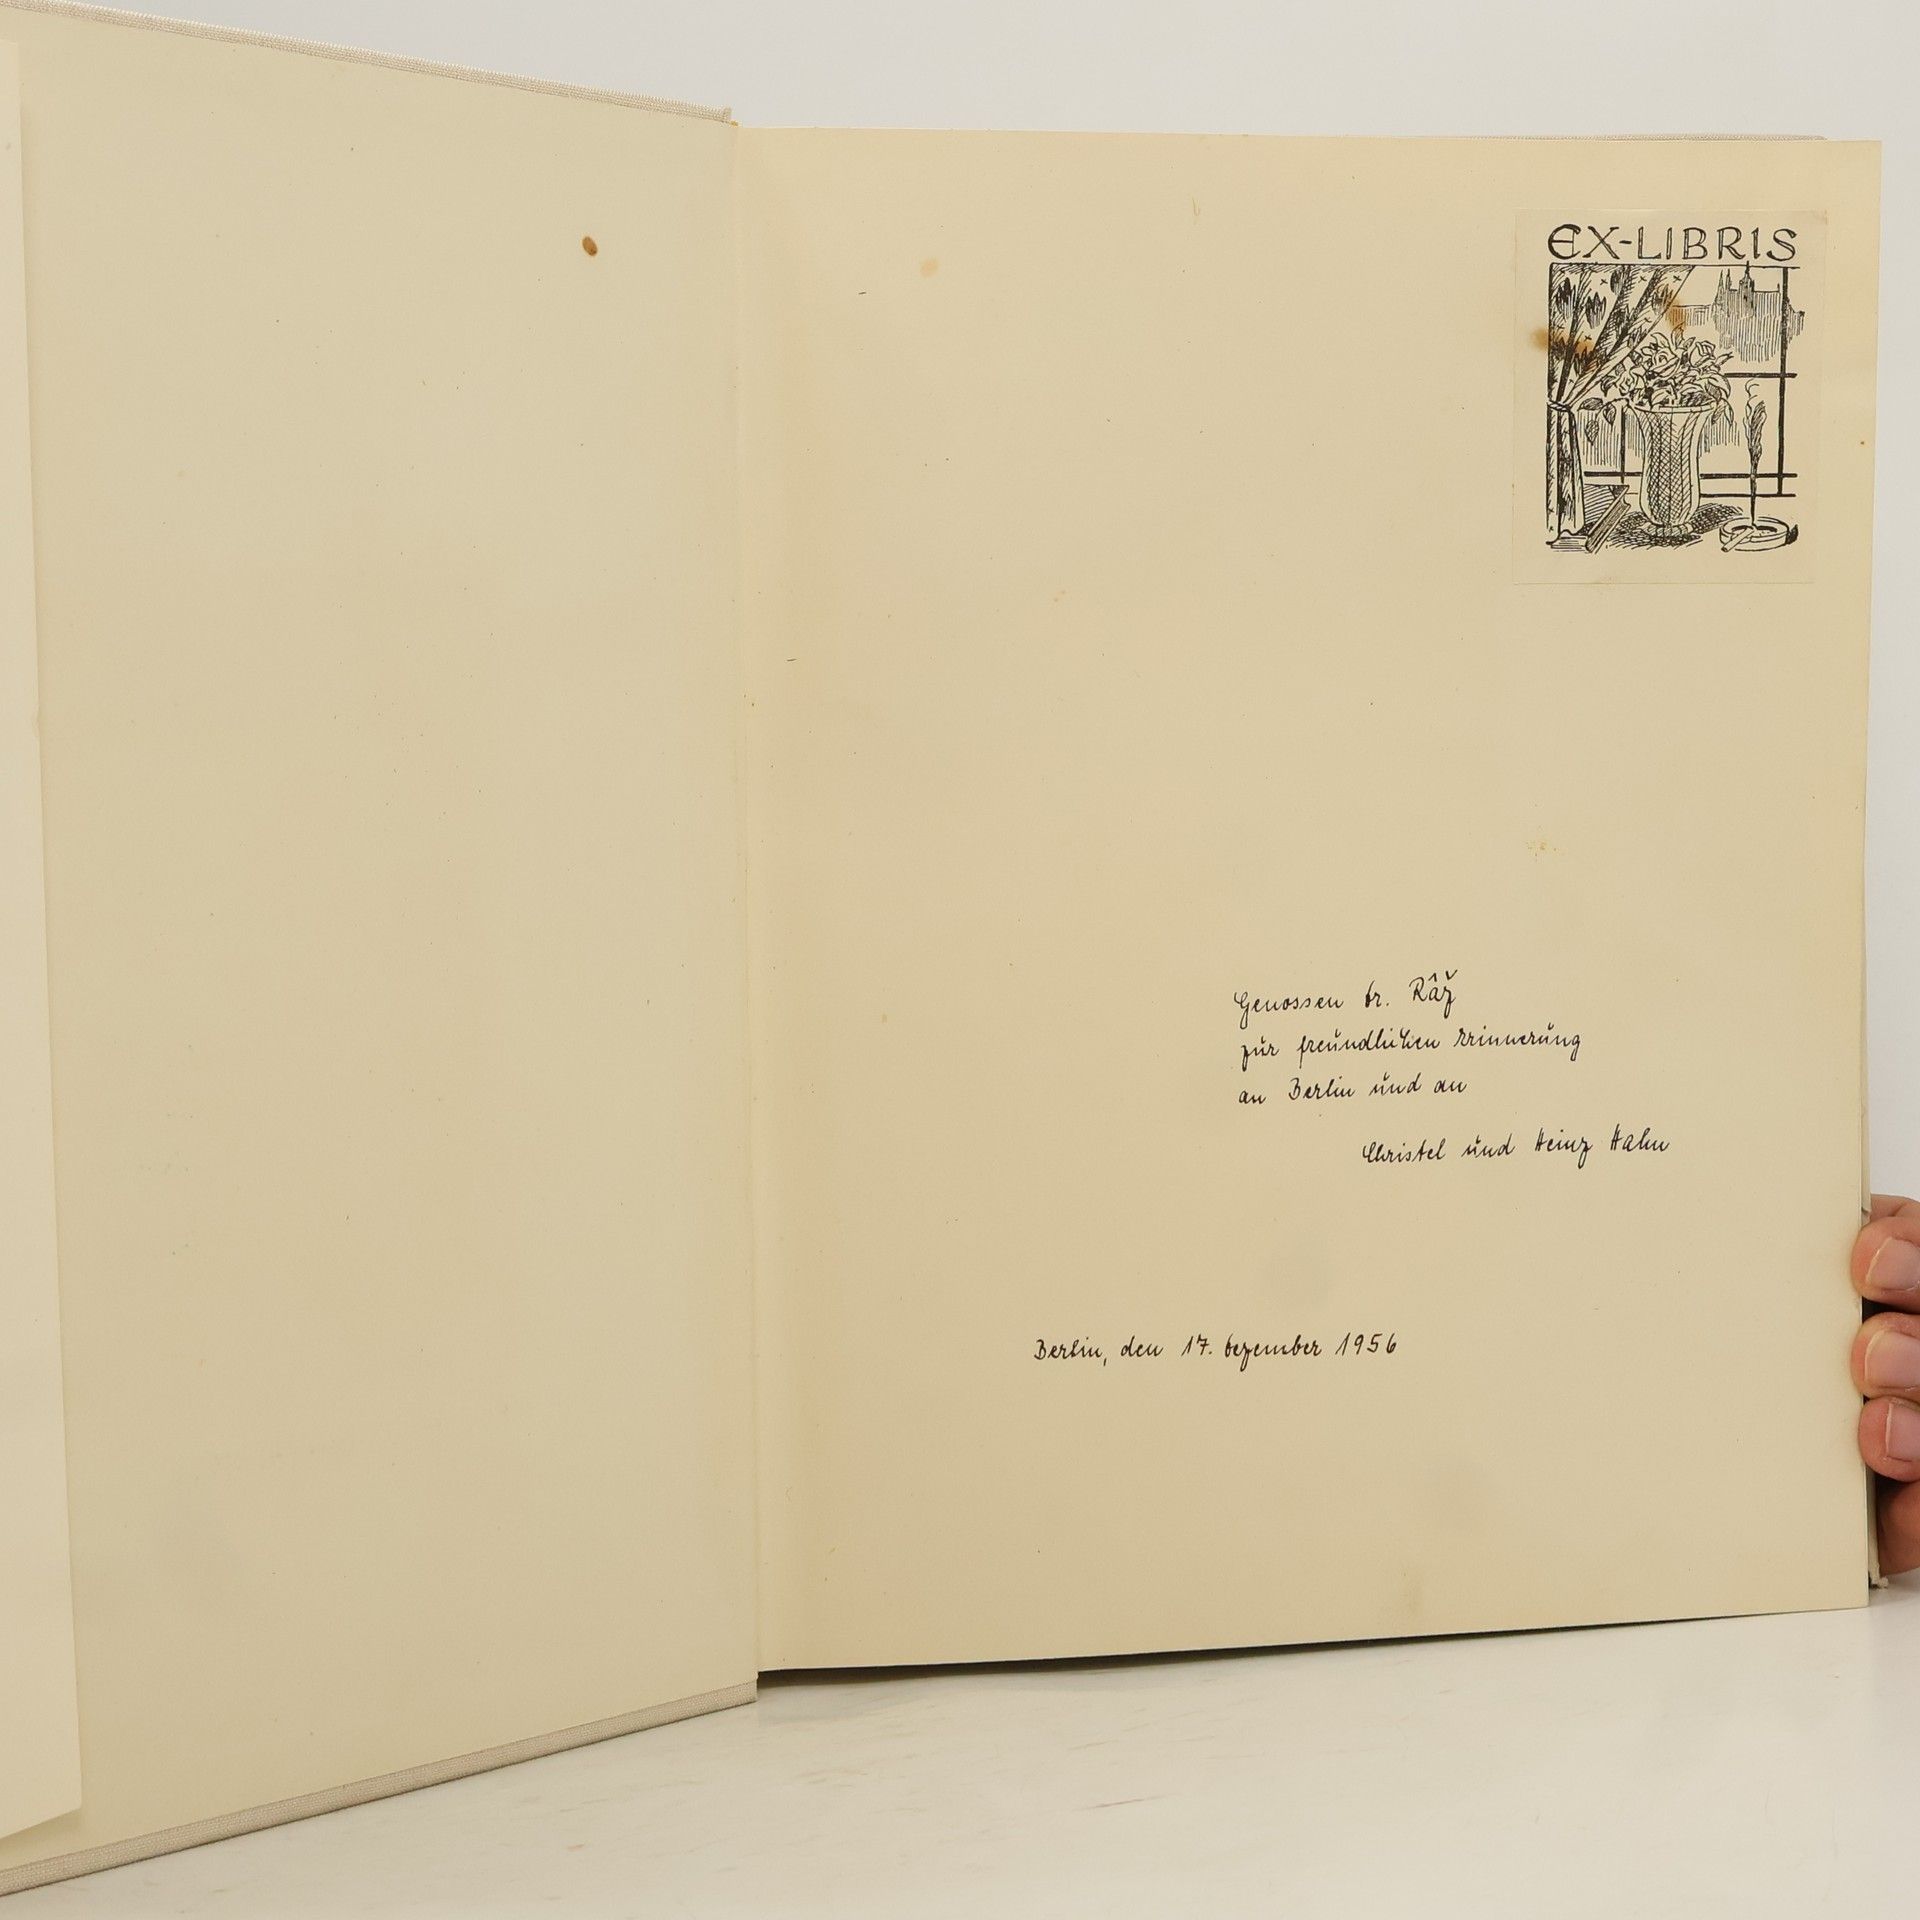 EX-LIBRIS
Genossen Dr. Râž
zur freundlichen Erinnerung
an Berlin und an
Christel und Heinz Hahn
Berlin, den 17. Dezember 1956